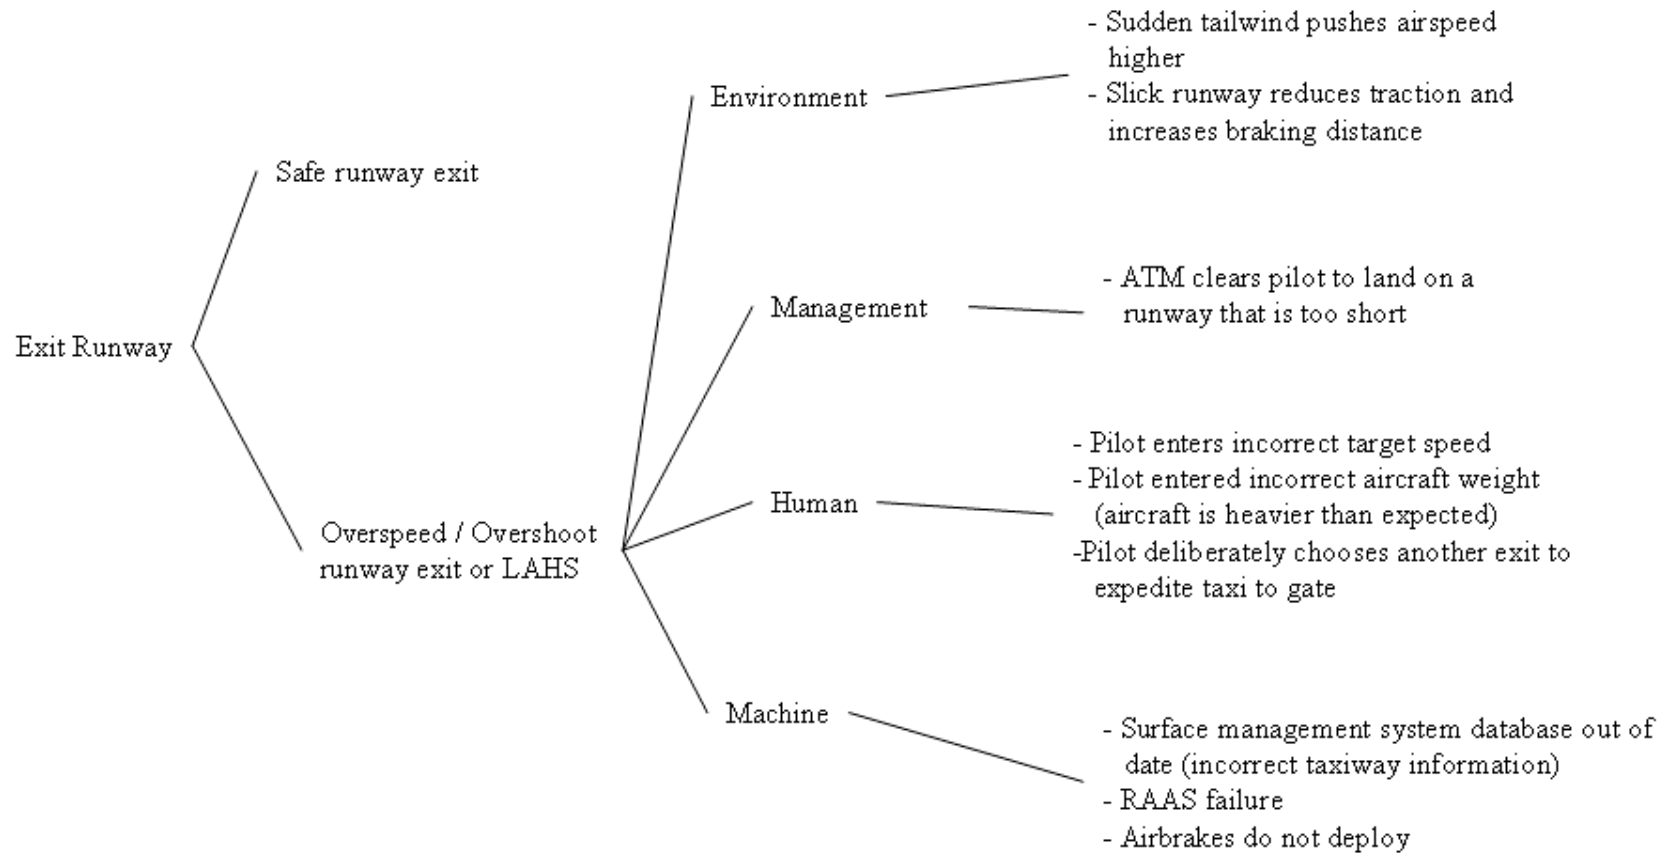 Exit Runway
Safe runway exit
Overspeed / Overshoot
runway exit or LAHS
Environment
- Sudden tailwind pushes airspeed
higher
- Slick runway reduces traction and
increases braking distance
Management
- ATM clears pilot to land on a
runway that is too short
Human
- Pilot enters incorrect target speed
- Pilot entered incorrect aircraft weight
(aircraft is heavier than expected)
-Pilot deliberately chooses another exit to
expedite taxi to gate
Machine
- Surface management system database out of
date (incorrect taxiway information)
- RAAS failure
- Airbrakes do not deploy